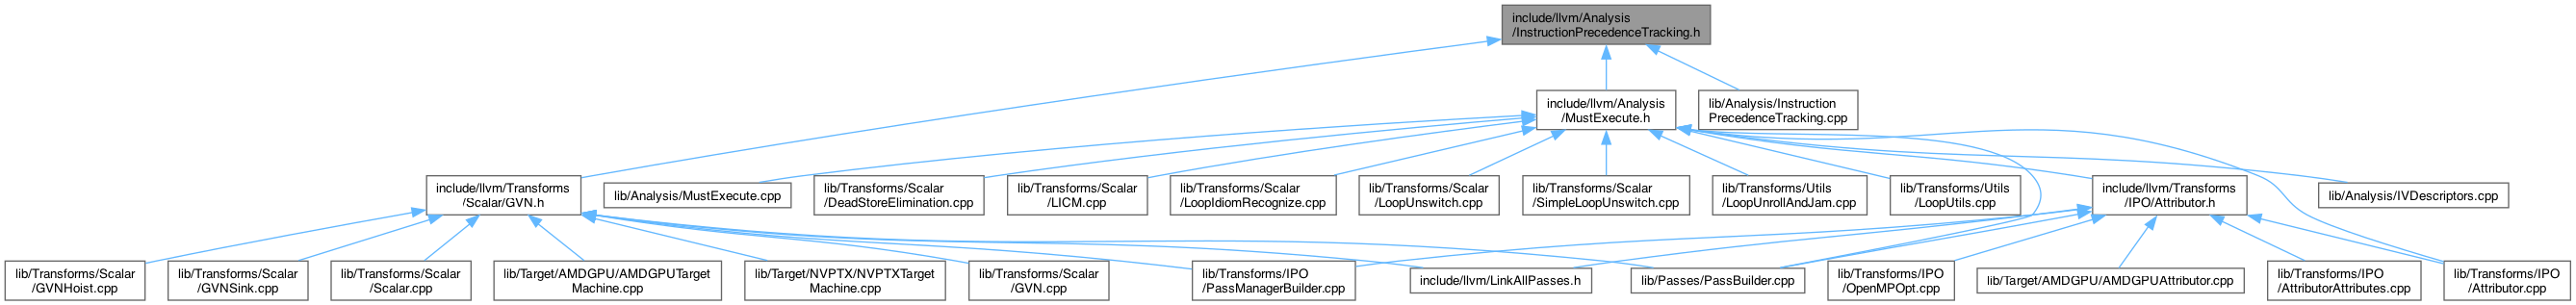 include/llvm/Analysis
/InstructionPrecedenceTracking.h
include/llvm/Analysis
/MustExecute.h
lib/Analysis/Instruction
PrecedenceTracking.cpp
include/llvm/Transforms
/Scalar/GVN.h
lib/Analysis/MustExecute.cpp
lib/Transforms/Scalar
/DeadStoreElimination.cpp
lib/Transforms/Scalar
/LICM.cpp
lib/Transforms/Scalar
/LoopIdiomRecognize.cpp
lib/Transforms/Scalar
/LoopUnswitch.cpp
lib/Transforms/Scalar
/SimpleLoopUnswitch.cpp
lib/Transforms/Utils
/LoopUnrollAndJam.cpp
lib/Transforms/Utils
/LoopUtils.cpp
include/llvm/Transforms
/IPO/Attributor.h
lib/Analysis/IVDescriptors.cpp
lib/Transforms/Scalar
/GVNHoist.cpp
lib/Transforms/Scalar
/GVNSink.cpp
lib/Transforms/Scalar
/Scalar.cpp
lib/Target/AMDGPU/AMDGPUTarget
Machine.cpp
lib/Target/NVPTX/NVPTXTarget
Machine.cpp
lib/Transforms/Scalar
/GVN.cpp
lib/Transforms/IPO
/PassManagerBuilder.cpp
include/llvm/LinkAllPasses.h
lib/Passes/PassBuilder.cpp
lib/Transforms/IPO
/OpenMPOpt.cpp
lib/Target/AMDGPU/AMDGPUAttributor.cpp
lib/Transforms/IPO
/AttributorAttributes.cpp
lib/Transforms/IPO
/Attributor.cpp